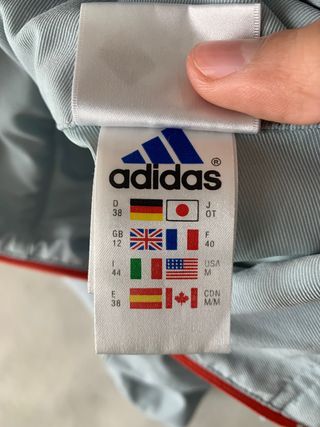 adidas®
D J
38 OT
GB F
12 40
I USA
44 M
E CDN
38 M/M